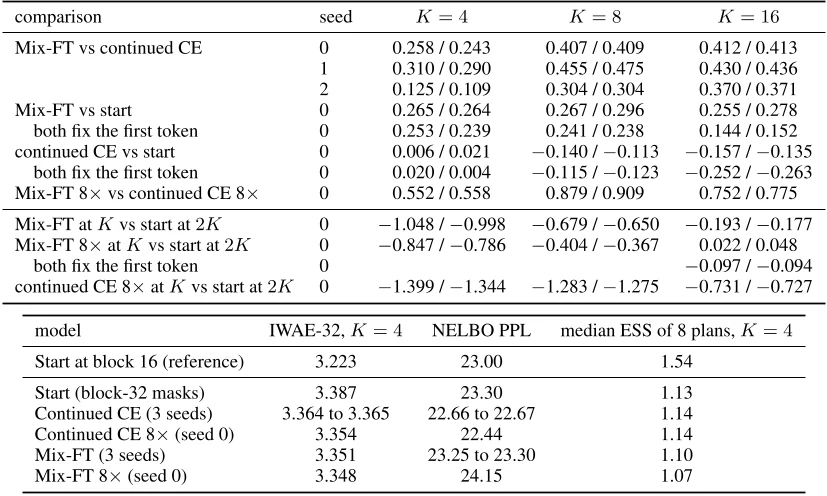 comparison seed K = 4 K = 8 K = 16
Mix-FT vs continued CE 0 0.258 / 0.243 0.407 / 0.409 0.412 / 0.413
1 0.310 / 0.290 0.455 / 0.475 0.430 / 0.436
2 0.125 / 0.109 0.304 / 0.304 0.370 / 0.371
Mix-FT vs start 0 0.265 / 0.264 0.267 / 0.296 0.255 / 0.278
both fix the first token 0 0.253 / 0.239 0.241 / 0.238 0.144 / 0.152
continued CE vs start 0 0.006 / 0.021 −0.140 / −0.113 −0.157 / −0.135
both fix the first token 0 0.020 / 0.004 −0.115 / −0.123 −0.252 / −0.263
Mix-FT 8× vs continued CE 8× 0 0.552 / 0.558 0.879 / 0.909 0.752 / 0.775
Mix-FT at K vs start at 2K 0 −1.048 / −0.998 −0.679 / −0.650 −0.193 / −0.177
Mix-FT 8× at K vs start at 2K 0 −0.847 / −0.786 −0.404 / −0.367 0.022 / 0.048
both fix the first token 0 −0.097 / −0.094
continued CE 8× at K vs start at 2K 0 −1.399 / −1.344 −1.283 / −1.275 −0.731 / −0.727
model IWAE-32, K = 4 NELBO PPL median ESS of 8 plans, K = 4
Start at block 16 (reference) 3.223 23.00 1.54
Start (block-32 masks) 3.387 23.30 1.13
Continued CE (3 seeds) 3.364 to 3.365 22.66 to 22.67 1.14
Continued CE 8× (seed 0) 3.354 22.44 1.14
Mix-FT (3 seeds) 3.351 23.25 to 23.30 1.10
Mix-FT 8× (seed 0) 3.348 24.15 1.07